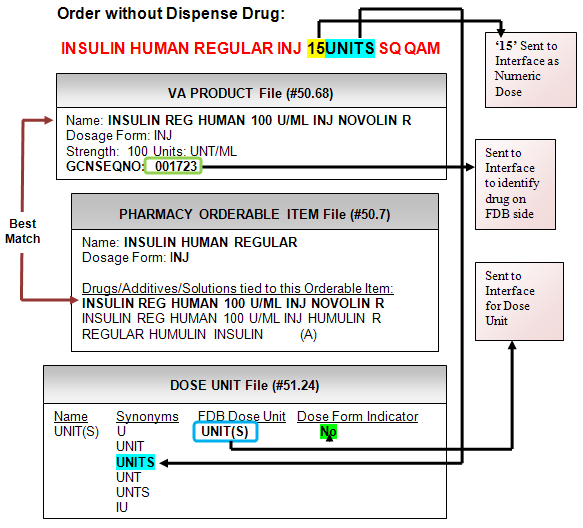 Order without Dispense Drug:
INSULIN HUMAN REGULAR INJ 15UNITS SQ QAM
'15' Sent to
Interface as
Numeric
Dose
VA PRODUCT File (#50.68)
Name: INSULIN REG HUMAN 100 U/ML INJ NOVOLIN R
Dosage Form: INJ
Strength: 100 Units: UNT/ML
GCNSEQNO: 001723
Sent to
Interface
to identify
drug on
FDB side
Best
Match
PHARMACY ORDERABLE ITEM File (#50.7)
Name: INSULIN HUMAN REGULAR
Dosage Form: INJ
Drugs/Additives/Solutions tied to this Orderable Item:
INSULIN REG HUMAN 100 U/ML INJ NOVOLIN R
INSULIN REG HUMAN 100 U/ML INJ HUMULIN R
REGULAR HUMULIN INSULIN (A)
Sent to
Interface
for Dose
Unit
DOSE UNIT File (#51.24)
Name Synonyms FDB Dose Unit Dose Form Indicator
UNIT(S) U UNIT(S) No
UNIT
UNITS
UNT
UNTS
IU